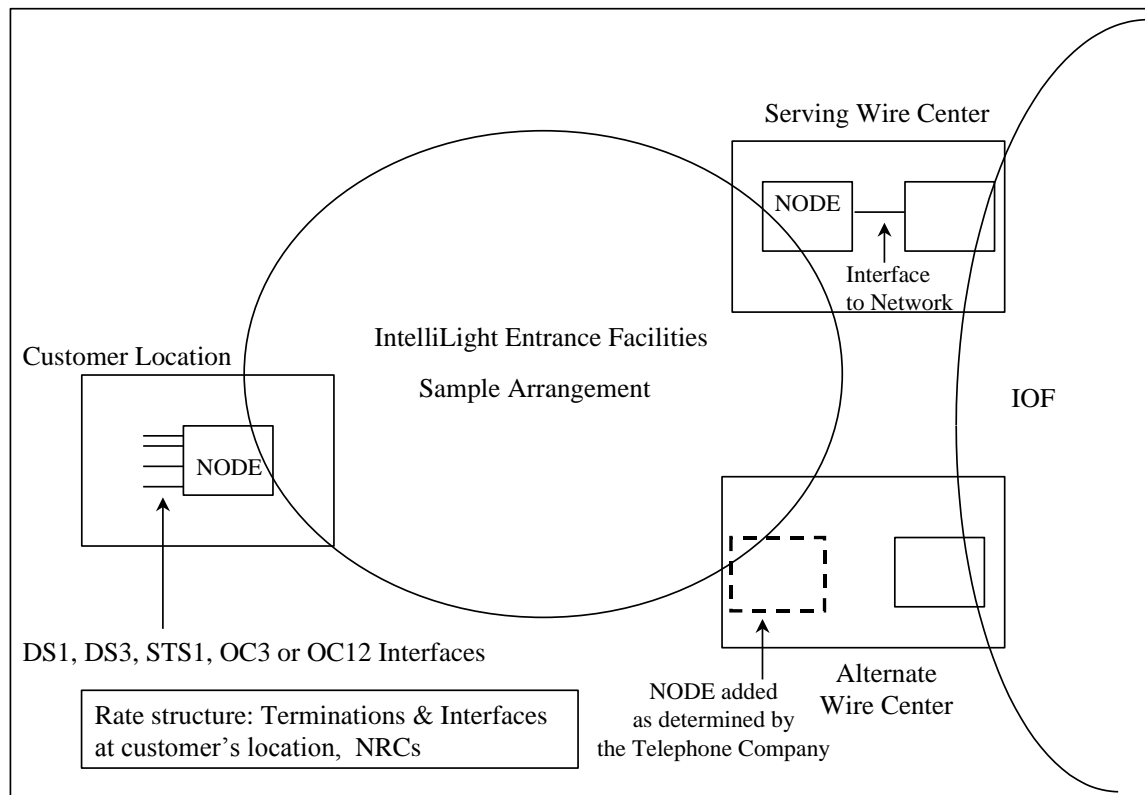 Serving Wire Center
NODE
Interface
to Network
IntelliLight Entrance Facilities
Sample Arrangement
Customer Location
NODE
IOF
DS1, DS3, STS1, OC3 or OC12 Interfaces
Alternate
Wire Center
NODE added
as determined by
the Telephone Company
Rate structure: Terminations & Interfaces
at customer’s location,  NRCs